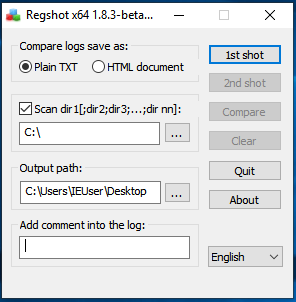 Regshot x64 1.8.3-beta...
Compare logs save as:
Plain TXT
HTML document
Scan dir1[;dir2;dir3;...;dir nn]:
C:\
...
Output path:
C:\Users\IEUser\Desktop
...
Add comment into the log:
1st shot
2nd shot
Compare
Clear
Quit
About
English